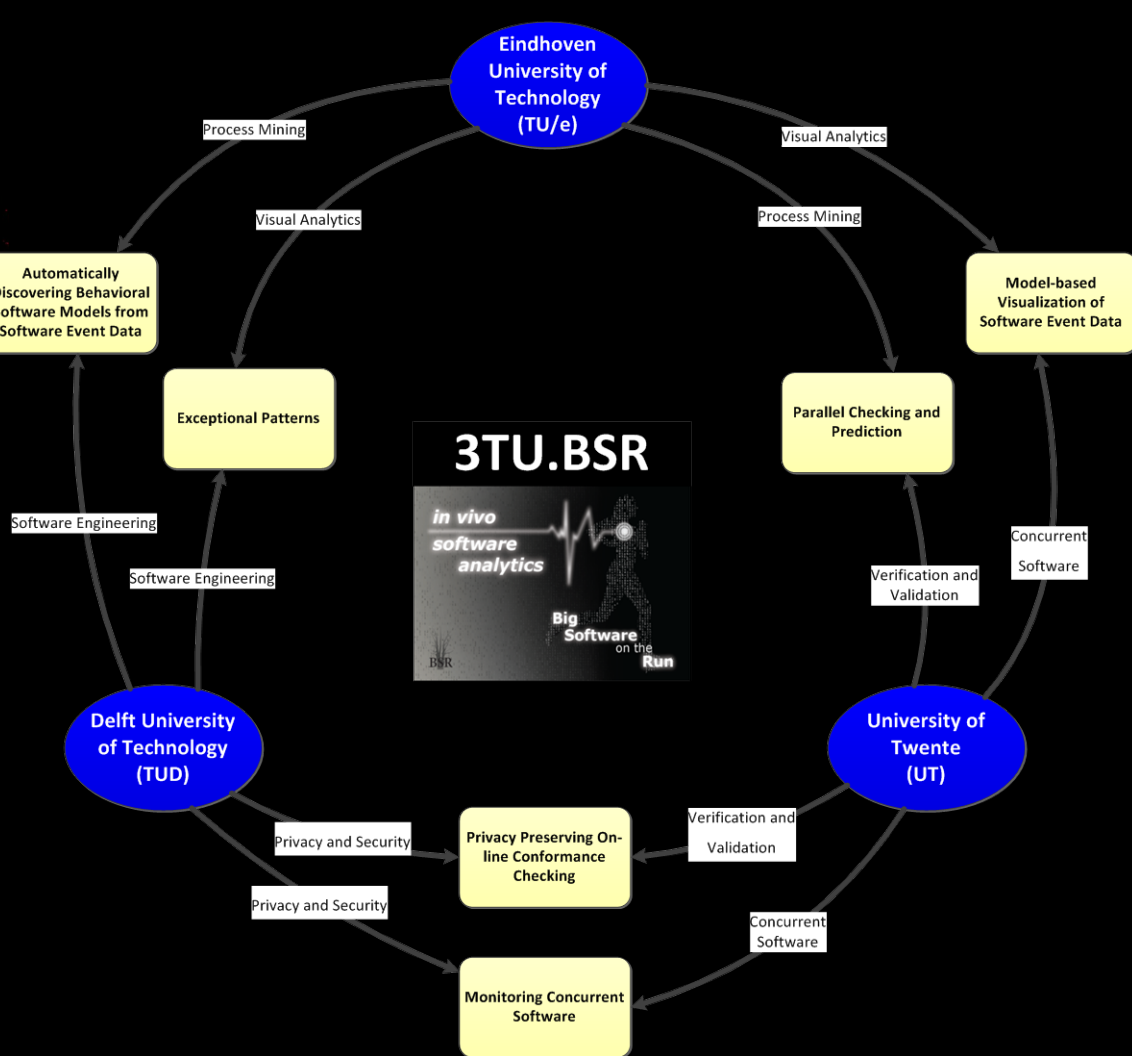 Eindhoven
University of
Technology
(TU/e)
Process Mining
Visual Analytics
Visual Analytics
Process Mining
Automatically
iscovering Behavioral
oftware Models from
Software Event Data
Model-based
Visualization of
Software Event Data
Exceptional Patterns
Parallel Checking and
Prediction
3TU.BSR
in vivo
software
analytics
Big
Software
on the
Run
BSR
Software Engineering
Software Engineering
Concurrent
Software
Verification and
Validation
Delft University
of Technology
(TUD)
University of
Twente
(UT)
Privacy and Security
Privacy Preserving On-
line Conformance
Checking
Verification and
Validation
Privacy and Security
Concurrent
Software
Monitoring Concurrent
Software